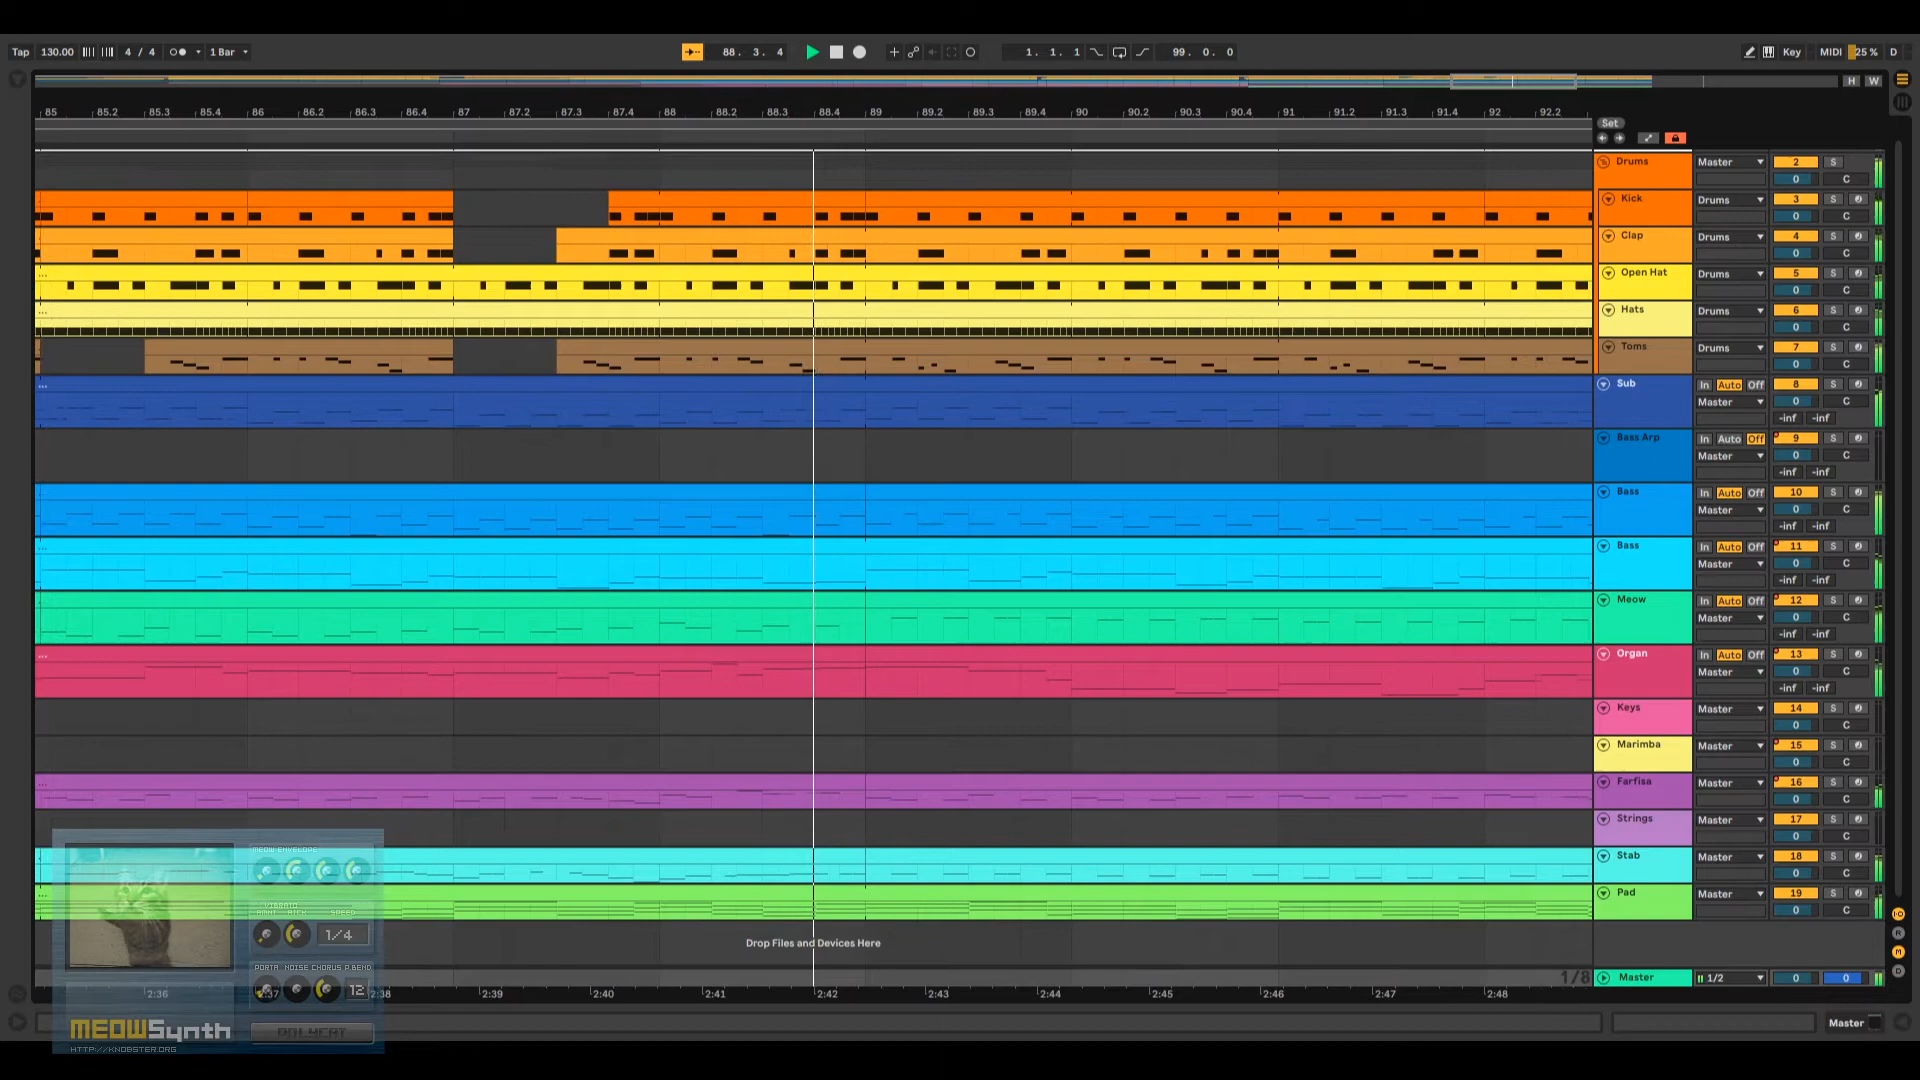 Tap 130.00 4 / 4 1 Bar 88. 3. 4 1. 1. 1 99. 0. 0 Key MIDI 25 % D
H W
85 85.2 85.3 85.4 86 86.2 86.3 86.4 87 87.2 87.3 87.4 88 88.2 88.3 88.4 89 89.2 89.3 89.4 90 90.2 90.3 90.4 91 91.2 91.3 91.4 92 92.2
Set
Drums Master 2 S
0 C
Kick Drums 3 S
0 C
Clap Drums 4 S
0 C
Open Hat Drums 5 S
0 C
Hats Drums 6 S
0 C
Toms Drums 7 S
0 C
Sub In Auto Off 8 S
Master 0 C
-inf -inf
Bass Arp In Auto Off 9 S
Master 0 C
-inf -inf
Bass In Auto Off 10 S
Master 0 C
-inf -inf
Bass In Auto Off 11 S
Master 0 C
-inf -inf
Meow In Auto Off 12 S
Master 0 C
-inf -inf
Organ In Auto Off 13 S
Master 0 C
-inf -inf
Keys Master 14 S
0 C
Marimba Master 15 S
0 C
Farfisa Master 16 S
0 C
Strings Master 17 S
0 C
Stab Master 18 S
0 C
Pad Master 19 S
0 C
MEOW ENVELOPE
VIBRATO
AMNT KICK SPEED
1/4
PORTA NOISE CHORUS P.BEND
12
MEOWSynth
POLYCAT
HTTP://KNOBSTER.ORG
Drop Files and Devices Here
1/8
Master 1/2 0 0
2:36 2:37 2:38 2:39 2:40 2:41 2:42 2:43 2:44 2:45 2:46 2:47 2:48
I·O
R
M
D
Master